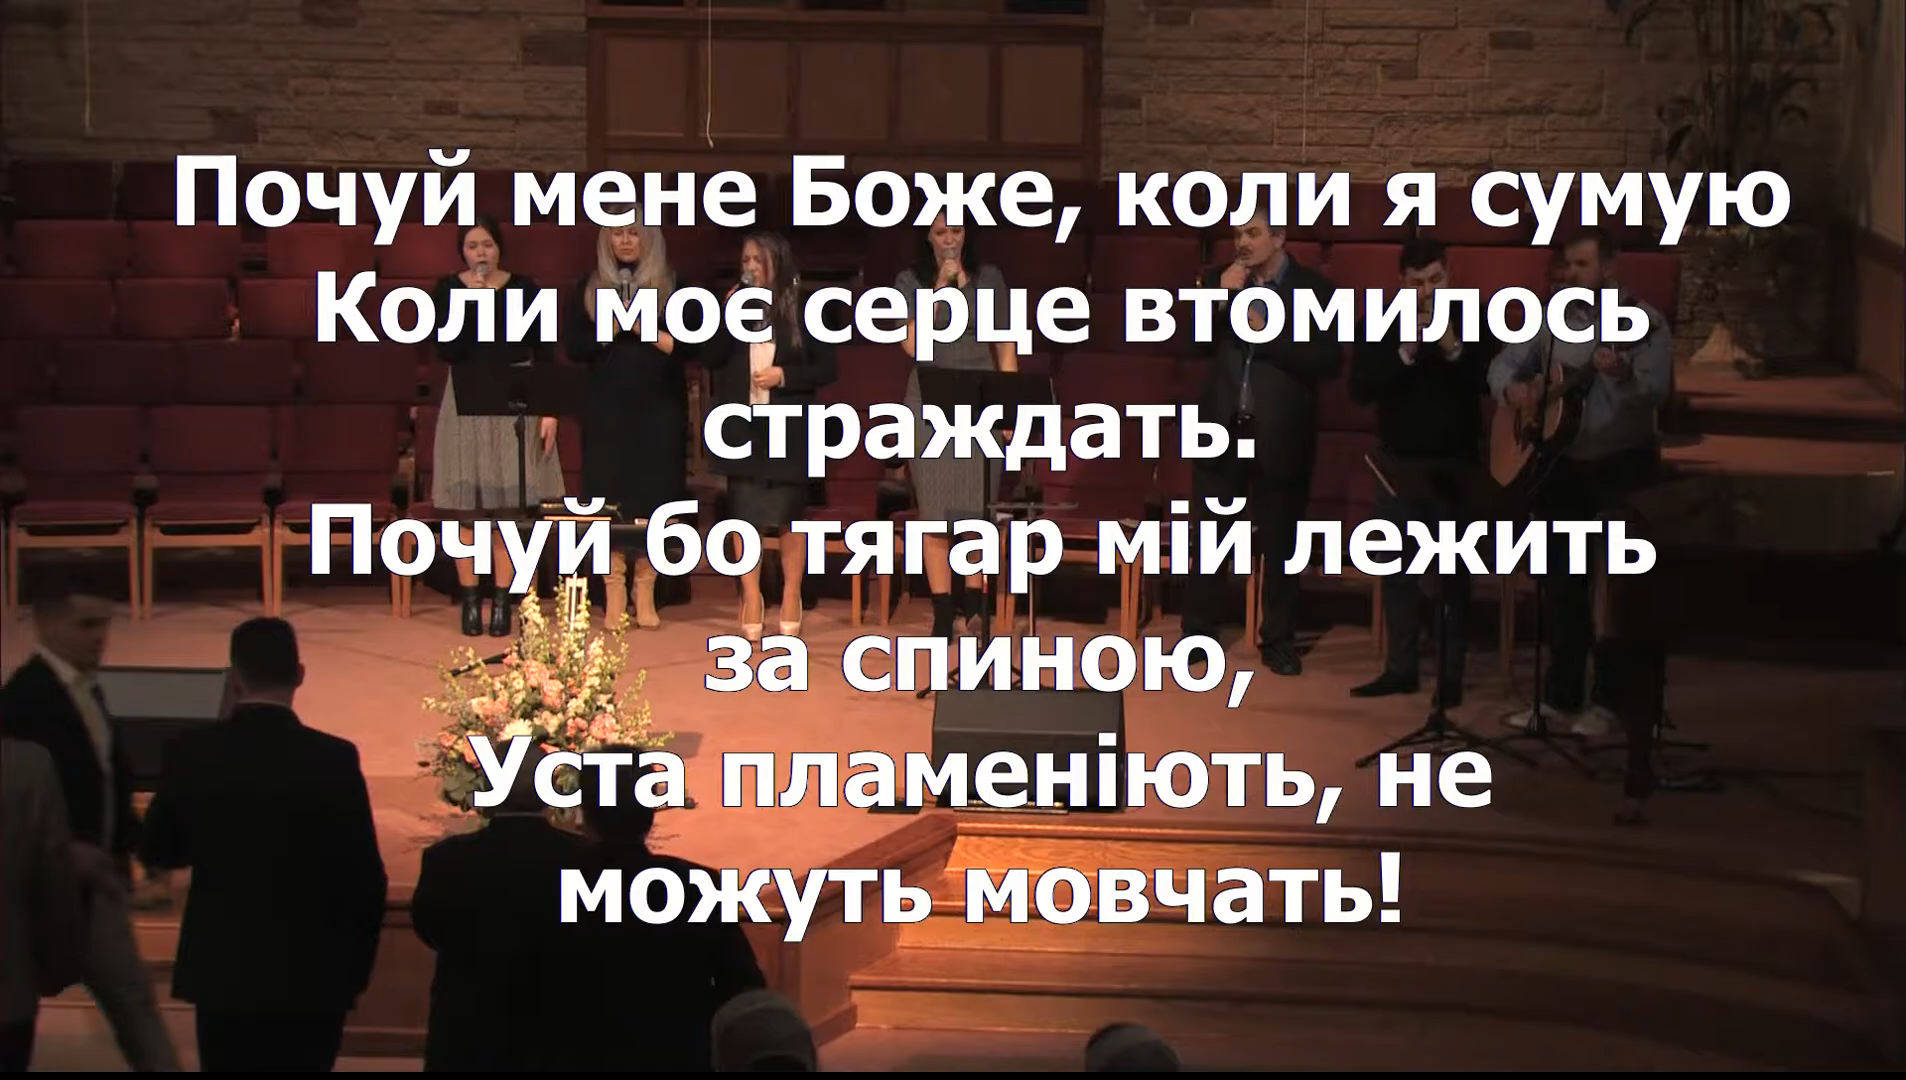 Почуй мене Боже, коли я сумую
Коли моє серце втомилось
страждать.
Почуй бо тягар мій лежить
за спиною,
Уста пламеніють, не
можуть мовчать!